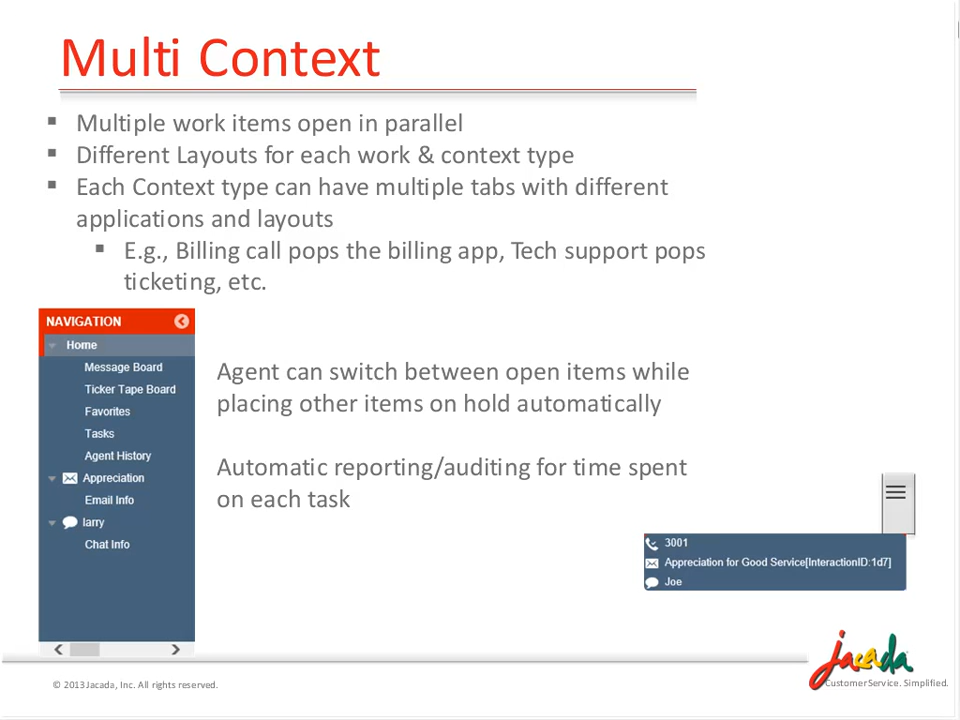 Multi Context
Multiple work items open in parallel
Different Layouts for each work & context type
Each Context type can have multiple tabs with different
applications and layouts
E.g., Billing call pops the billing app, Tech support pops
ticketing, etc.
NAVIGATION
Home
Message Board
Ticker Tape Board
Favorites
Tasks
Agent History
Appreciation
Email Info
larry
Chat Info
Agent can switch between open items while
placing other items on hold automatically
Automatic reporting/auditing for time spent
on each task
3001
Appreciation for Good Service[InteractionID:1d7]
Joe
© 2013 Jacada, Inc. All rights reserved.
jacada
CustomerService. Simplified.